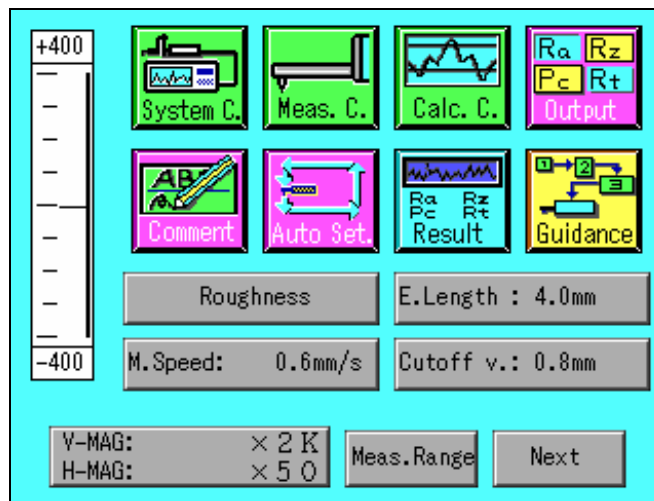 +400
-400
System C.
Meas. C.
Calc. C.
Ra Rz
Pc Rt
Output
ABC
Comment
Auto Set.
Ra Rz
Pc Rt
Result
1 2
3
Guidance
Roughness
E.Length : 4.0mm
M.Speed: 0.6mm/s
Cutoff v.: 0.8mm
V-MAG: ×2K
H-MAG: ×50
Meas.Range
Next